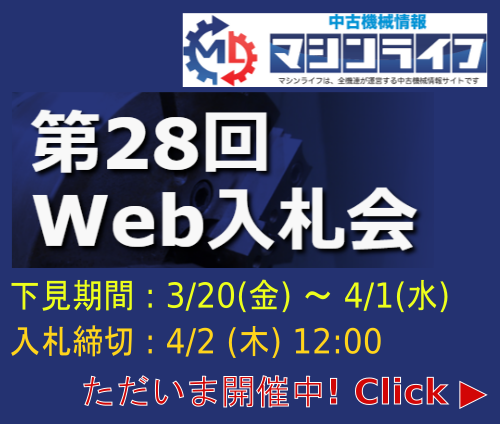 中古機械情報
MLマシンライフ
マシンライフは、全機連が運営する中古機械情報サイトです
第28回
Web入札会
下見期間：3/20(金) ～ 4/1(水)
入札締切：4/2 (木) 12:00
ただいま開催中! Click ▶